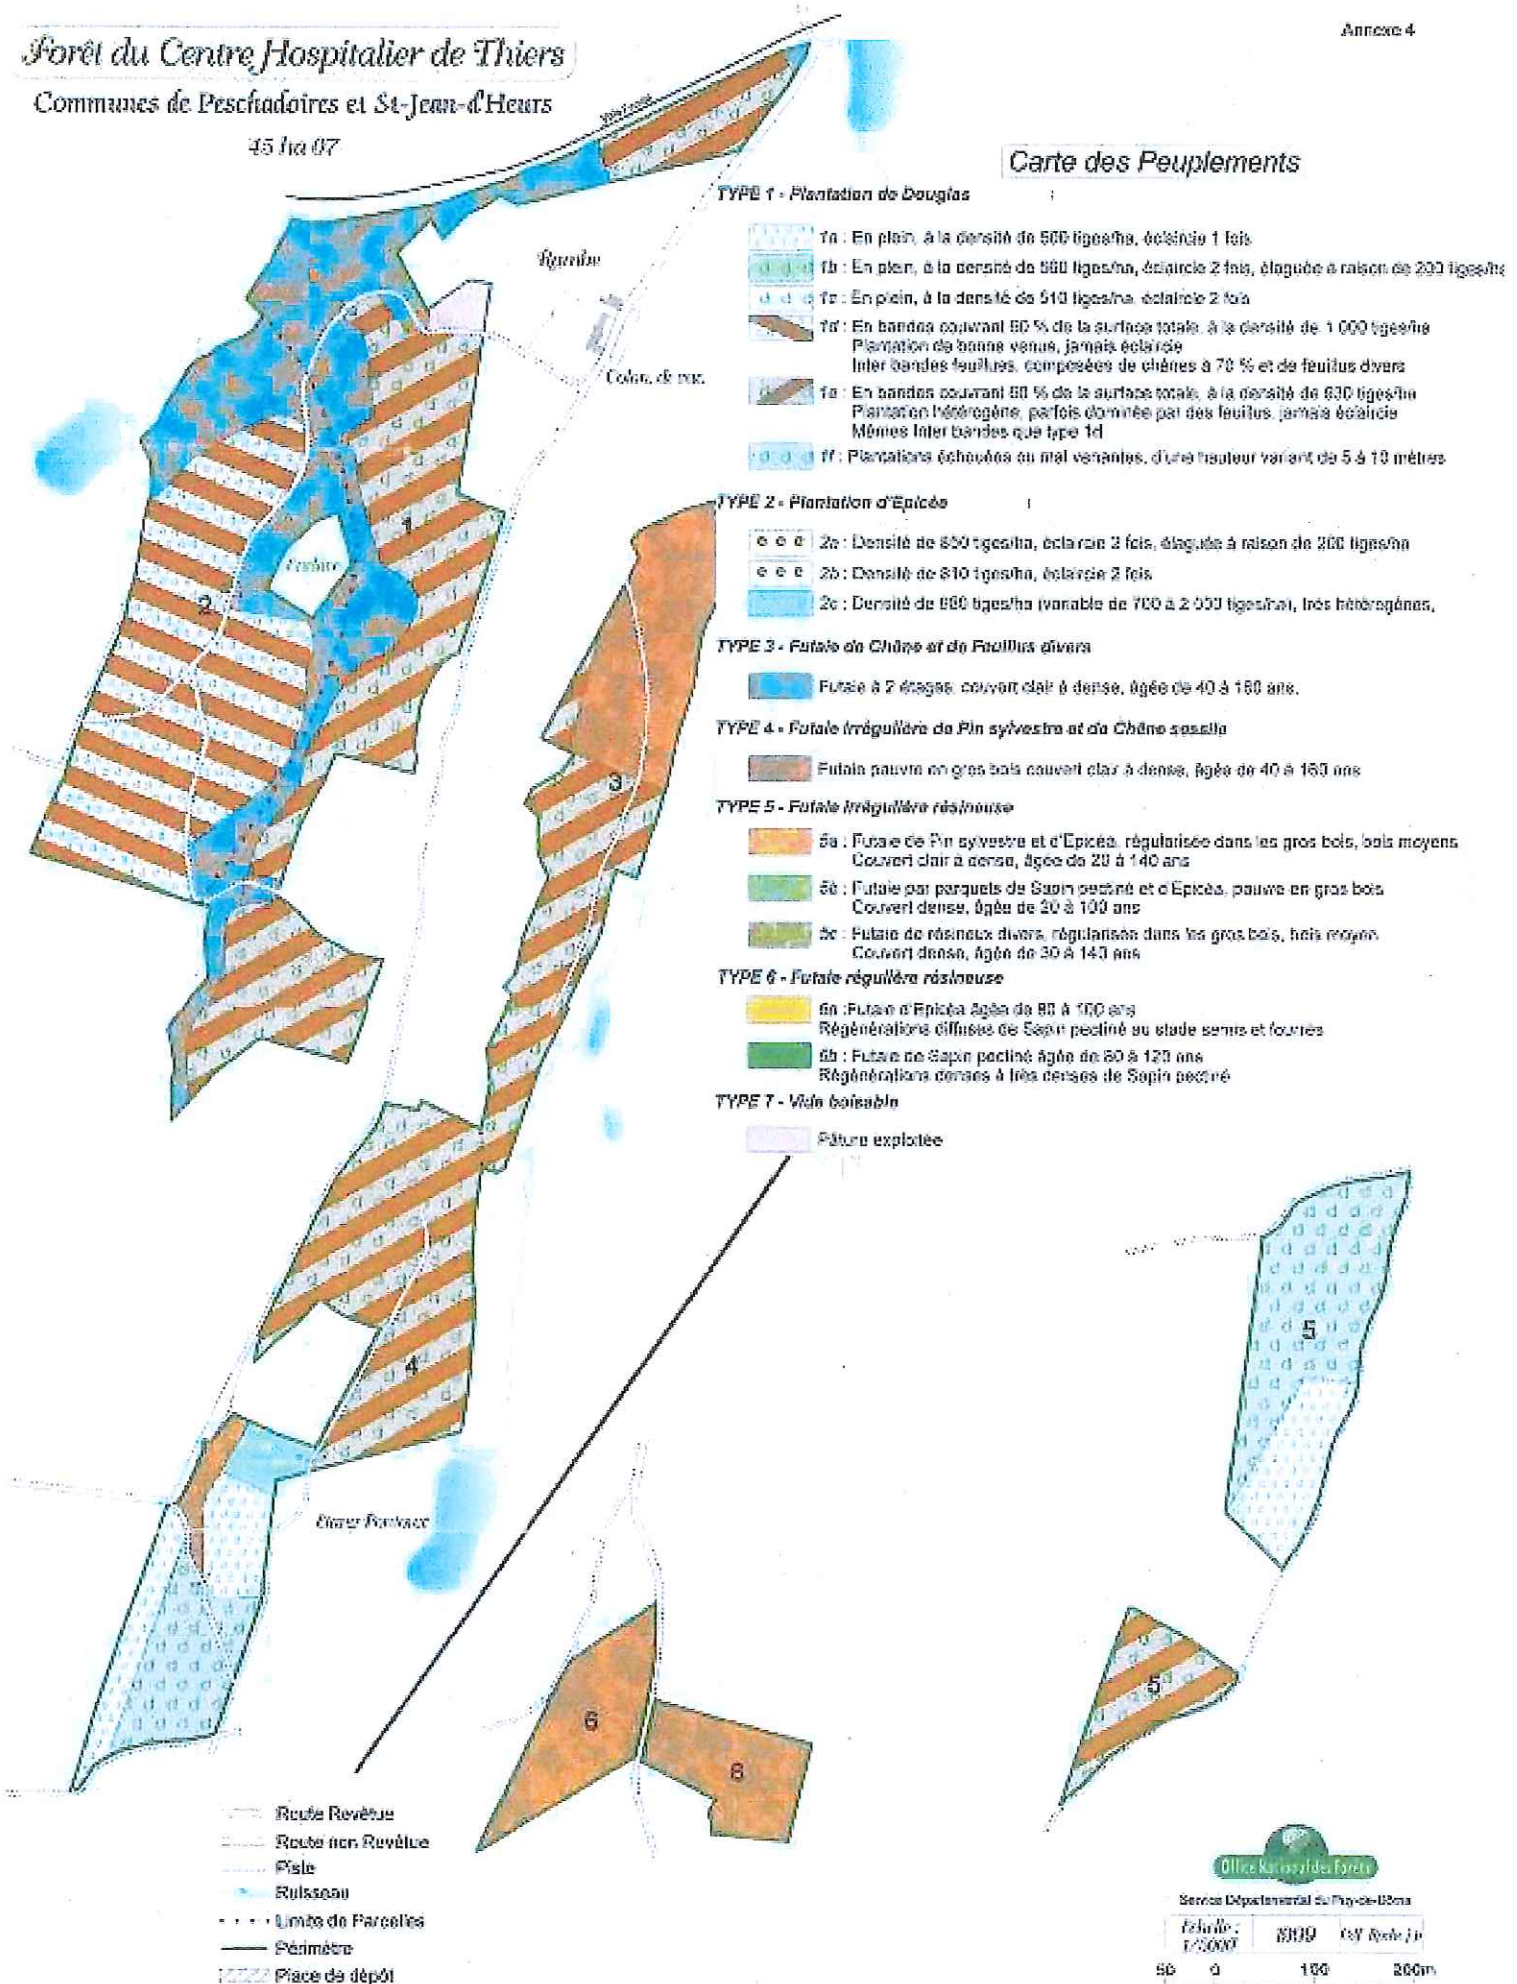 Annexe 4
Forêt du Centre Hospitalier de Thiers
Communes de Peschadoires et St-Jean-d'Heurs
45 ha 07
Carte des Peuplements
TYPE 1 - Plantation de Douglas
1a : En plein, à la densité de 560 tiges/ha, éclaircie 1 fois
1b : En plein, à la densité de 560 tiges/ha, éclaircie 2 fois, élaguée à raison de 200 tiges/ha
1c : En plein, à la densité de 510 tiges/ha, éclaircie 2 fois
1d : En bandes couvrant 60 % de la surface totale, à la densité de 1 000 tiges/ha
Plantation de bonne venue, jamais éclaircie
Inter bandes feuillues, composées de chênes à 70 % et de feuillus divers
1e : En bandes couvrant 60 % de la surface totale, à la densité de 630 tiges/ha
Plantation hétérogène, parfois dominée par des feuillus, jamais éclaircie
Mêmes Inter bandes que type 1d
1f : Plantations échouées ou mal venantes, d'une hauteur variant de 5 à 10 mètres
TYPE 2 - Plantation d'Epicéa
2a : Densité de 850 tiges/ha, éclaircie 2 fois, élaguée à raison de 200 tiges/ha
2b : Densité de 810 tiges/ha, éclaircie 2 fois
2c : Densité de 880 tiges/ha (variable de 700 à 2 000 tiges/ha), très hétérogènes,
TYPE 3 - Futaie de Chêne et de Feuillus divers
Futaie à 2 étages, couvert clair à dense, âgée de 40 à 160 ans.
TYPE 4 - Futaie irrégulière de Pin sylvestre et de Chêne sessile
Futaie pauvre en gros bois couvert clair à dense, âgée de 40 à 160 ans
TYPE 5 - Futaie irrégulière résineuse
5a : Futaie de Pin sylvestre et d'Epicéa, régularisée dans les gros bois, bois moyens
Couvert clair à dense, âgée de 20 à 140 ans
5b : Futaie par parquets de Sapin pectiné et d'Epicéa, pauvre en gros bois
Couvert dense, âgée de 20 à 100 ans
5c : Futaie de résineux divers, régularisée dans les gros bois, bois moyen
Couvert dense, âgée de 30 à 140 ans
TYPE 6 - Futaie régulière résineuse
6a : Futaie d'Epicéa âgée de 80 à 100 ans
Régénérations diffuses de Sapin pectiné au stade semis et fourrés
6b : Futaie de Sapin pectiné âgée de 80 à 120 ans
Régénérations denses à très denses de Sapin pectiné
TYPE 7 - Vide boisable
Pâture exploitée
Voie Ferrée
Colon. de vac.
1
2
3
4
5
5
6
6
Route Revêtue
Route non Revêtue
Piste
Ruisseau
Limite de Parcelles
Périmètre
Place de dépôt
Office National des Forêts
Service Départemental du Puy-de-Dôme
Echelle : 1/5000
1999
50 0 100 200m